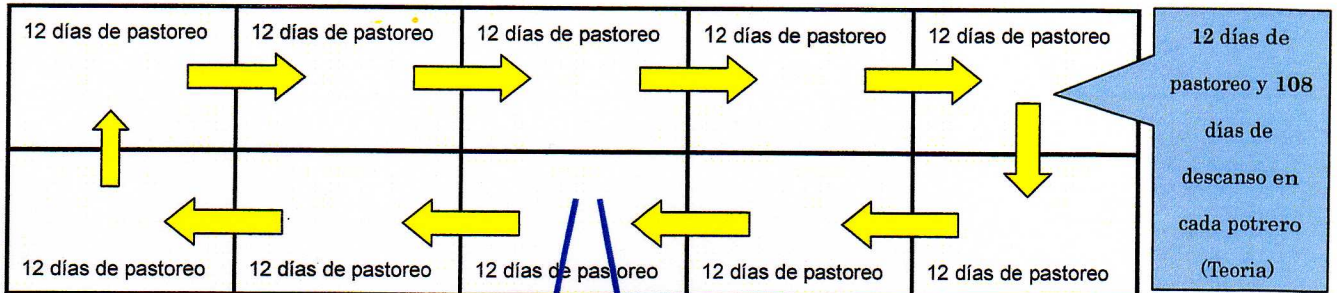 12 días de pastoreo
12 días de pastoreo
12 días de pastoreo
12 días de pastoreo
12 días de pastoreo
12 días de pastoreo
12 días de pastoreo
12 días de pastoreo
12 días de pastoreo
12 días de pastoreo
12 días de
pastoreo y 108
días de
descanso en
cada potrero
(Teoria)